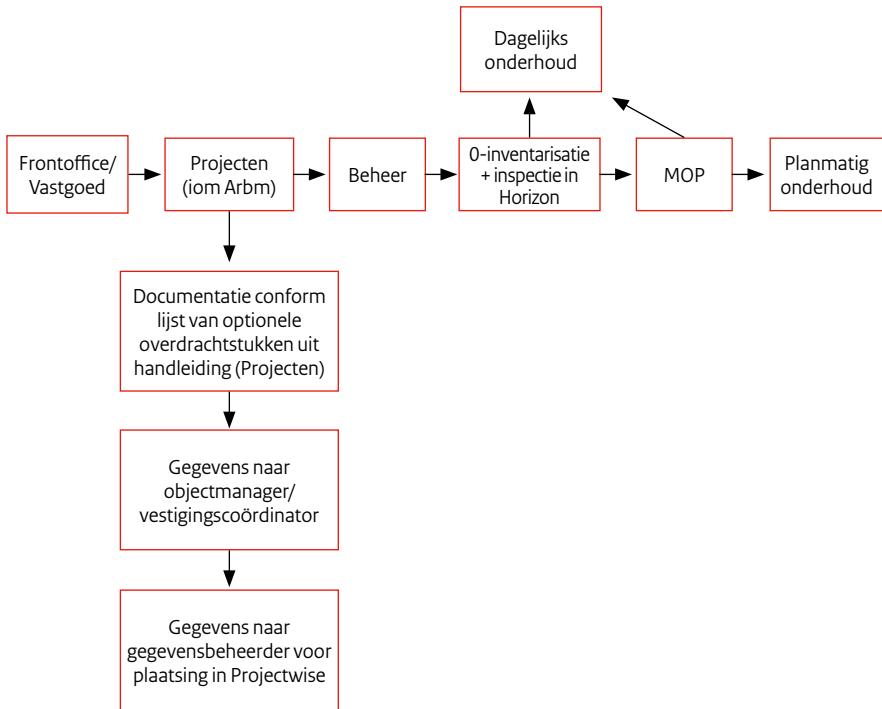 Dagelijks
onderhoud
Frontoffice/
Vastgoed
Projecten
(iom Arbm)
Beheer
0-inventarisatie
+ inspectie in
Horizon
MOP
Planmatig
onderhoud
Documentatie conform
lijst van optionele
overdrachtstukken uit
handleiding (Projecten)
Gegevens naar
objectmanager/
vestigingscoördinator
Gegevens naar
gegevensbeheerder voor
plaatsing in Projectwise